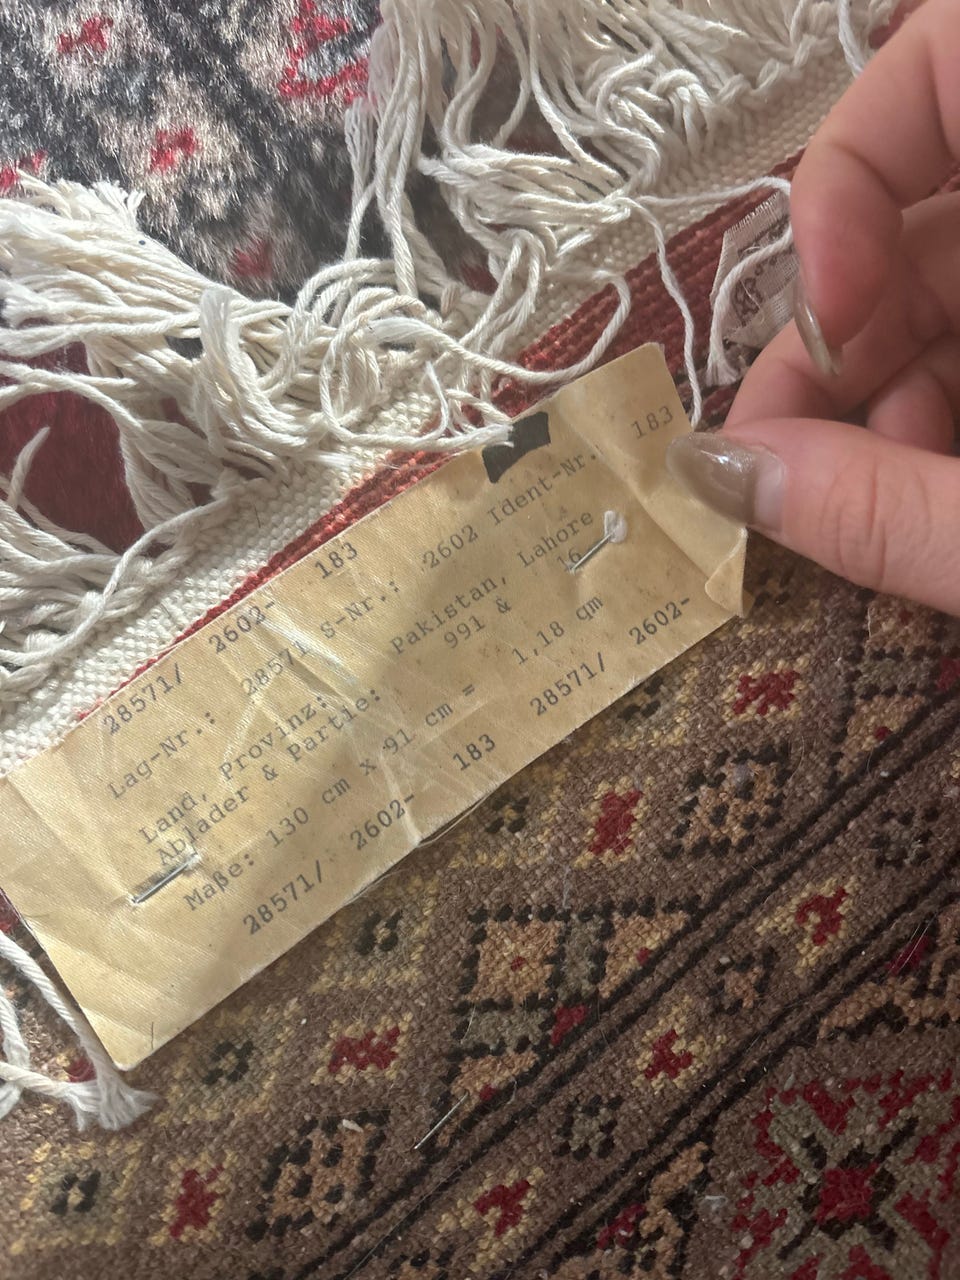 28571/ 2602- 183
Lag-Nr.: 28571 S-Nr.: 2602 Ident-Nr. 183
Land, Provinz: Pakistan, Lahore
Ablader & Partie: 991 & 16
Maße: 130 cm x 91 cm = 1,18 qm
28571/ 2602- 183 28571/ 2602-